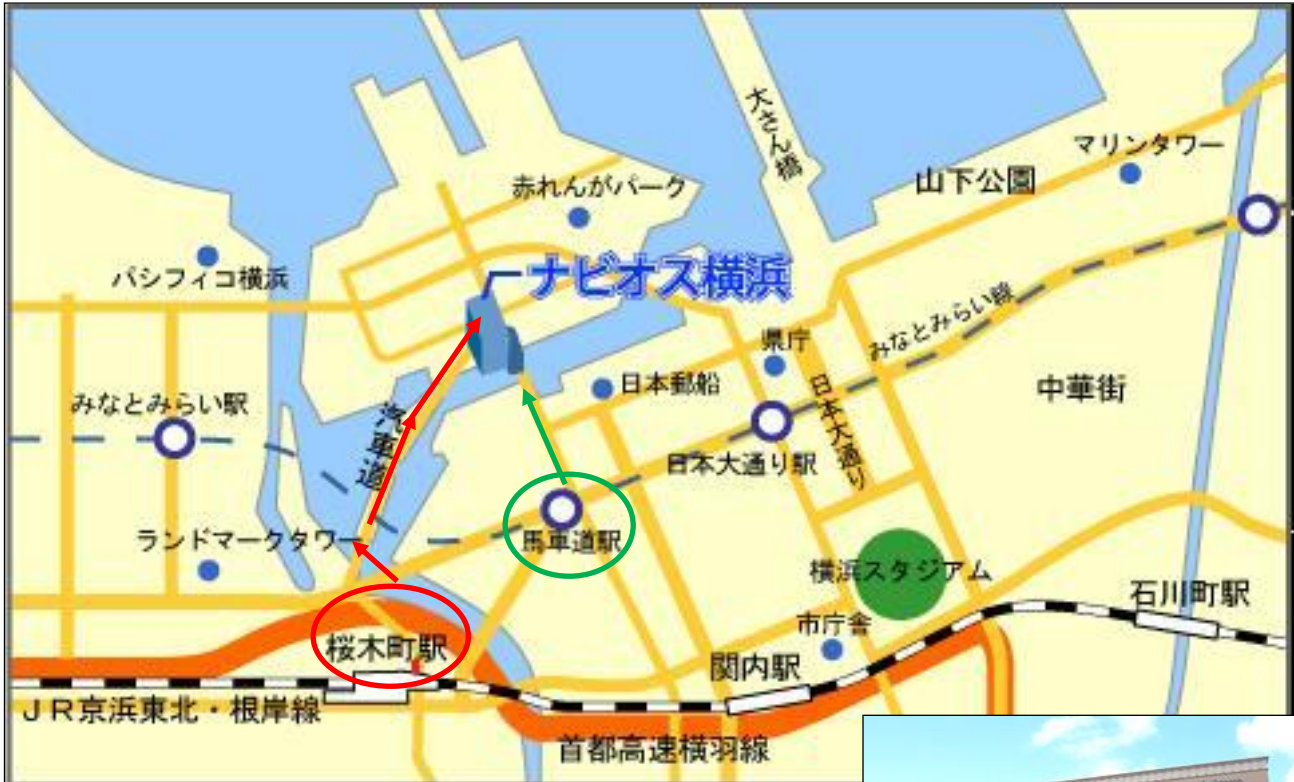 大さん橋
マリンタワー
山下公園
赤れんがパーク
パシフィコ横浜
ナビオス横浜
みなとみらい線
県庁
日本郵船
中華街
みなとみらい駅
汽車道
日本大通り
日本大通り駅
ランドマークタワー
馬車道駅
横浜スタジアム
石川町駅
市庁舎
桜木町駅
関内駅
JR京浜東北・根岸線
首都高速横羽線